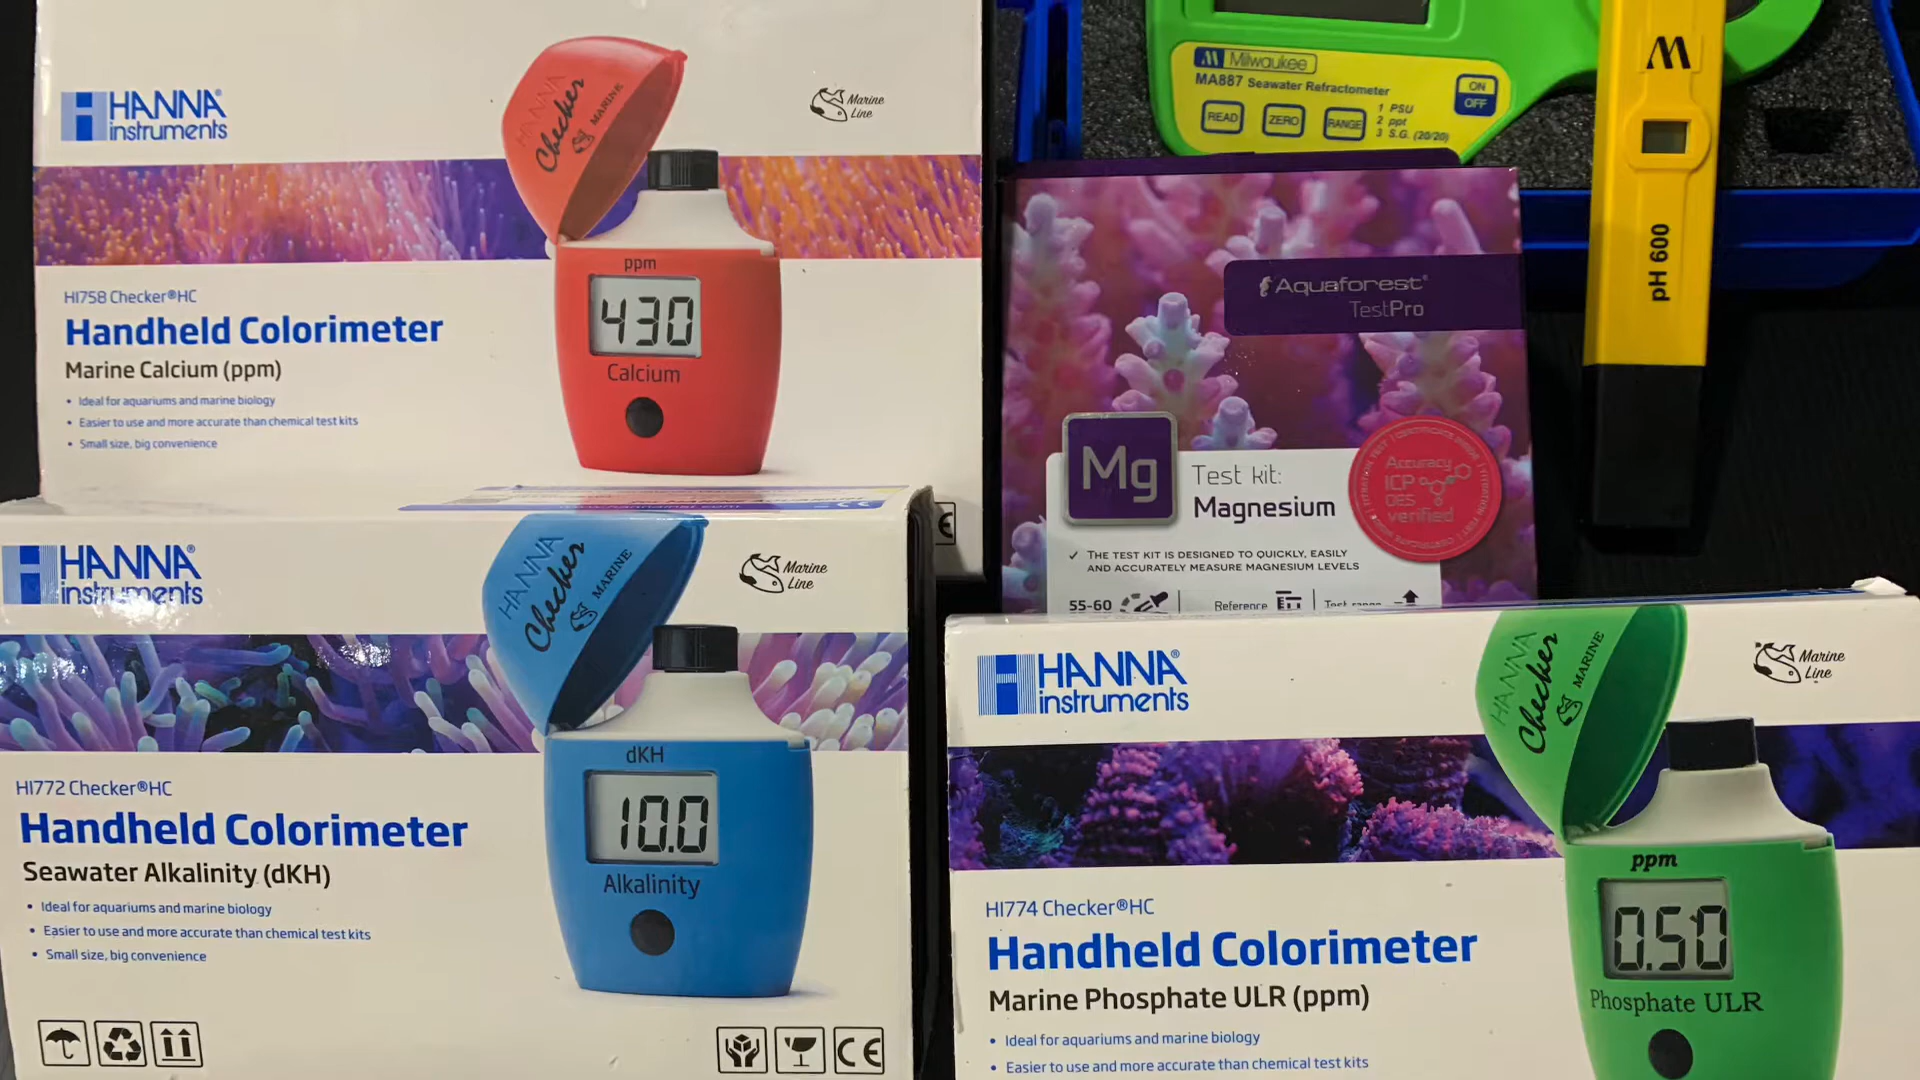 HANNA®
instruments
HANNA
Checker
MARINE
Marine
Line
HI758 Checker®HC
Handheld Colorimeter
Marine Calcium (ppm)
• Ideal for aquariums and marine biology
• Easier to use and more accurate than chemical test kits
• Small size, big convenience
ppm
430
Calcium
Milwaukee
MA887 Seawater Refractometer
READ
ZERO
RANGE
1 PSU
2 ppt
3 S.G. (20/20)
ON
OFF
pH 600
Aquaforest®
TestPro
Mg
Test kit:
Magnesium
Accuracy
ICP
OES
verified
✓ THE TEST KIT IS DESIGNED TO QUICKLY, EASILY
AND ACCURATELY MEASURE MAGNESIUM LEVELS
55-60
Reference
Test range
HANNA®
instruments
HANNA
Checker
MARINE
Marine
Line
HI772 Checker®HC
Handheld Colorimeter
Seawater Alkalinity (dKH)
• Ideal for aquariums and marine biology
• Easier to use and more accurate than chemical test kits
• Small size, big convenience
dKH
10.0
Alkalinity
CE
HANNA®
instruments
HANNA
Checker
MARINE
Marine
Line
HI774 Checker®HC
Handheld Colorimeter
Marine Phosphate ULR (ppm)
• Ideal for aquariums and marine biology
• Easier to use and more accurate than chemical test kits
ppm
0.50
Phosphate ULR